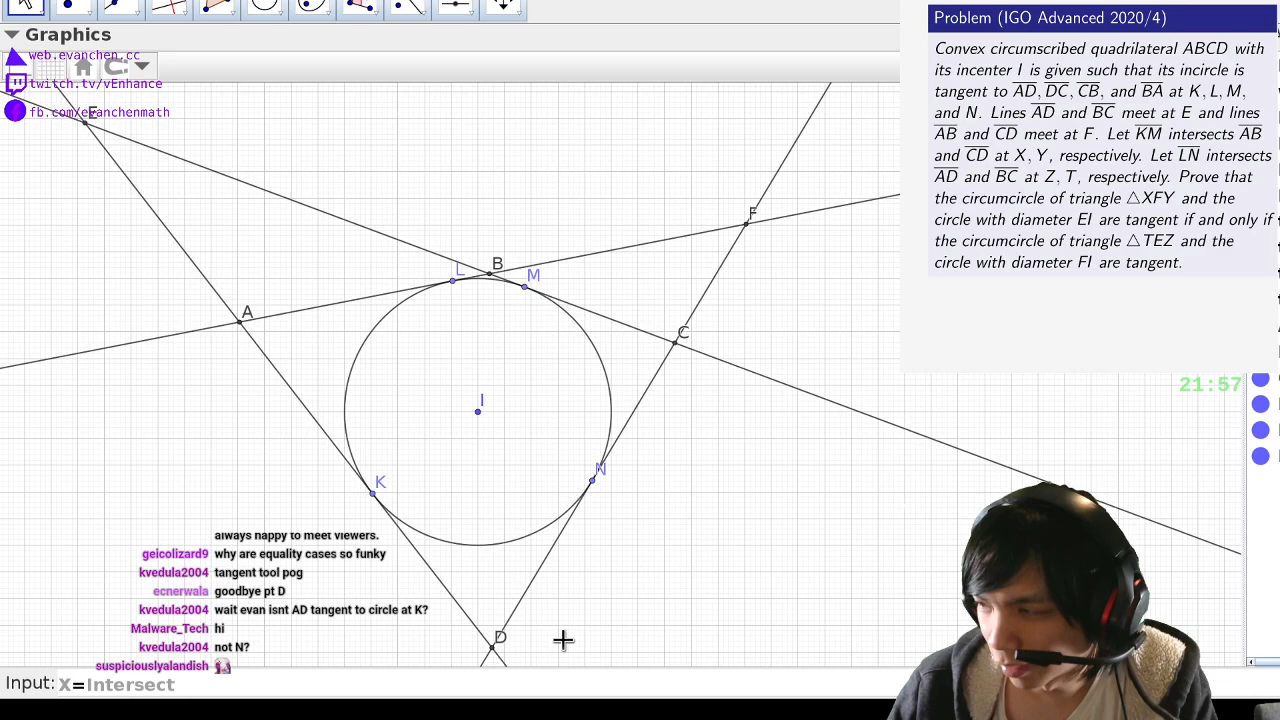 Graphics
web.evanchen.cc
twitch.tv/vEnhance
fb.com/evanchenmath
Problem (IGO Advanced 2020/4)
Convex circumscribed quadrilateral ABCD with
its incenter I is given such that its incircle is
tangent to AD, DC, CB, and BA at K, L, M,
and N. Lines AD and BC meet at E and lines
AB and CD meet at F. Let KM intersects AB
and CD at X, Y, respectively. Let LN intersects
AD and BC at Z, T, respectively. Prove that
the circumcircle of triangle △XFY and the
circle with diameter EI are tangent if and only if
the circumcircle of triangle △TEZ and the
circle with diameter FI are tangent.
E
F
B
L
M
A
C
I
K
N
D
21:57
always happy to meet viewers.
geicolizard9 why are equality cases so funky
kvedula2004 tangent tool pog
ecnerwala goodbye pt D
kvedula2004 wait evan isnt AD tangent to circle at K?
Malware_Tech hi
kvedula2004 not N?
suspiciouslyalandish
Input: X=Intersect